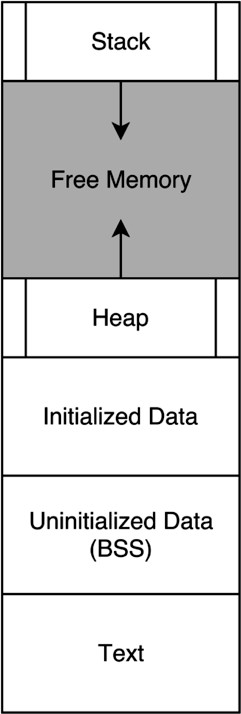 Stack
Free Memory
Heap
Initialized Data
Uninitialized Data
(BSS)
Text